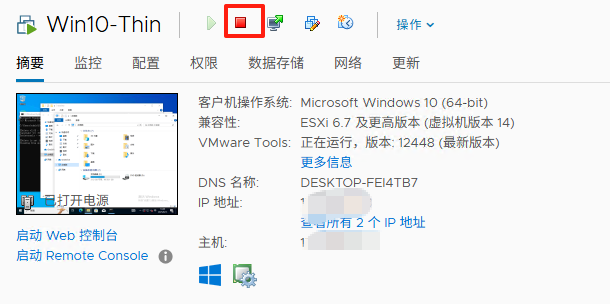 Win10-Thin
操作
摘要 监控 配置 权限 数据存储 网络 更新
客户机操作系统: Microsoft Windows 10 (64-bit)
兼容性: ESXi 6.7 及更高版本 (虚拟机版本 14)
VMware Tools: 正在运行，版本: 12448 (最新版本)
更多信息
DNS 名称: DESKTOP-FEI4TB7
IP 地址: 1
查看所有 2 个 IP 地址
主机: 1
已打开电源
启动 Web 控制台
启动 Remote Console